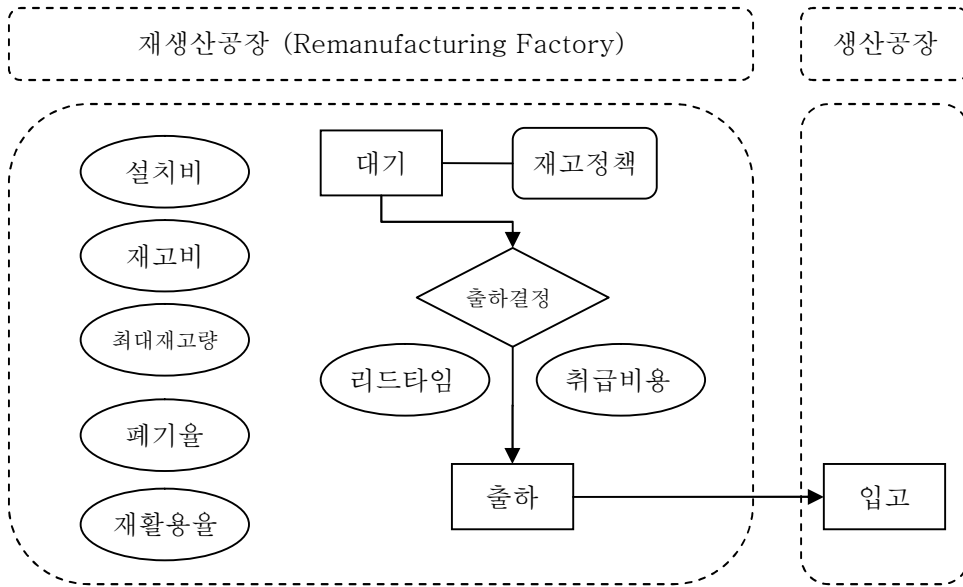 재생산공장 (Remanufacturing Factory)
생산공장
설치비
대기
재고정책
재고비
출하결정
최대재고량
리드타임
취급비용
폐기율
출하
입고
재활용율